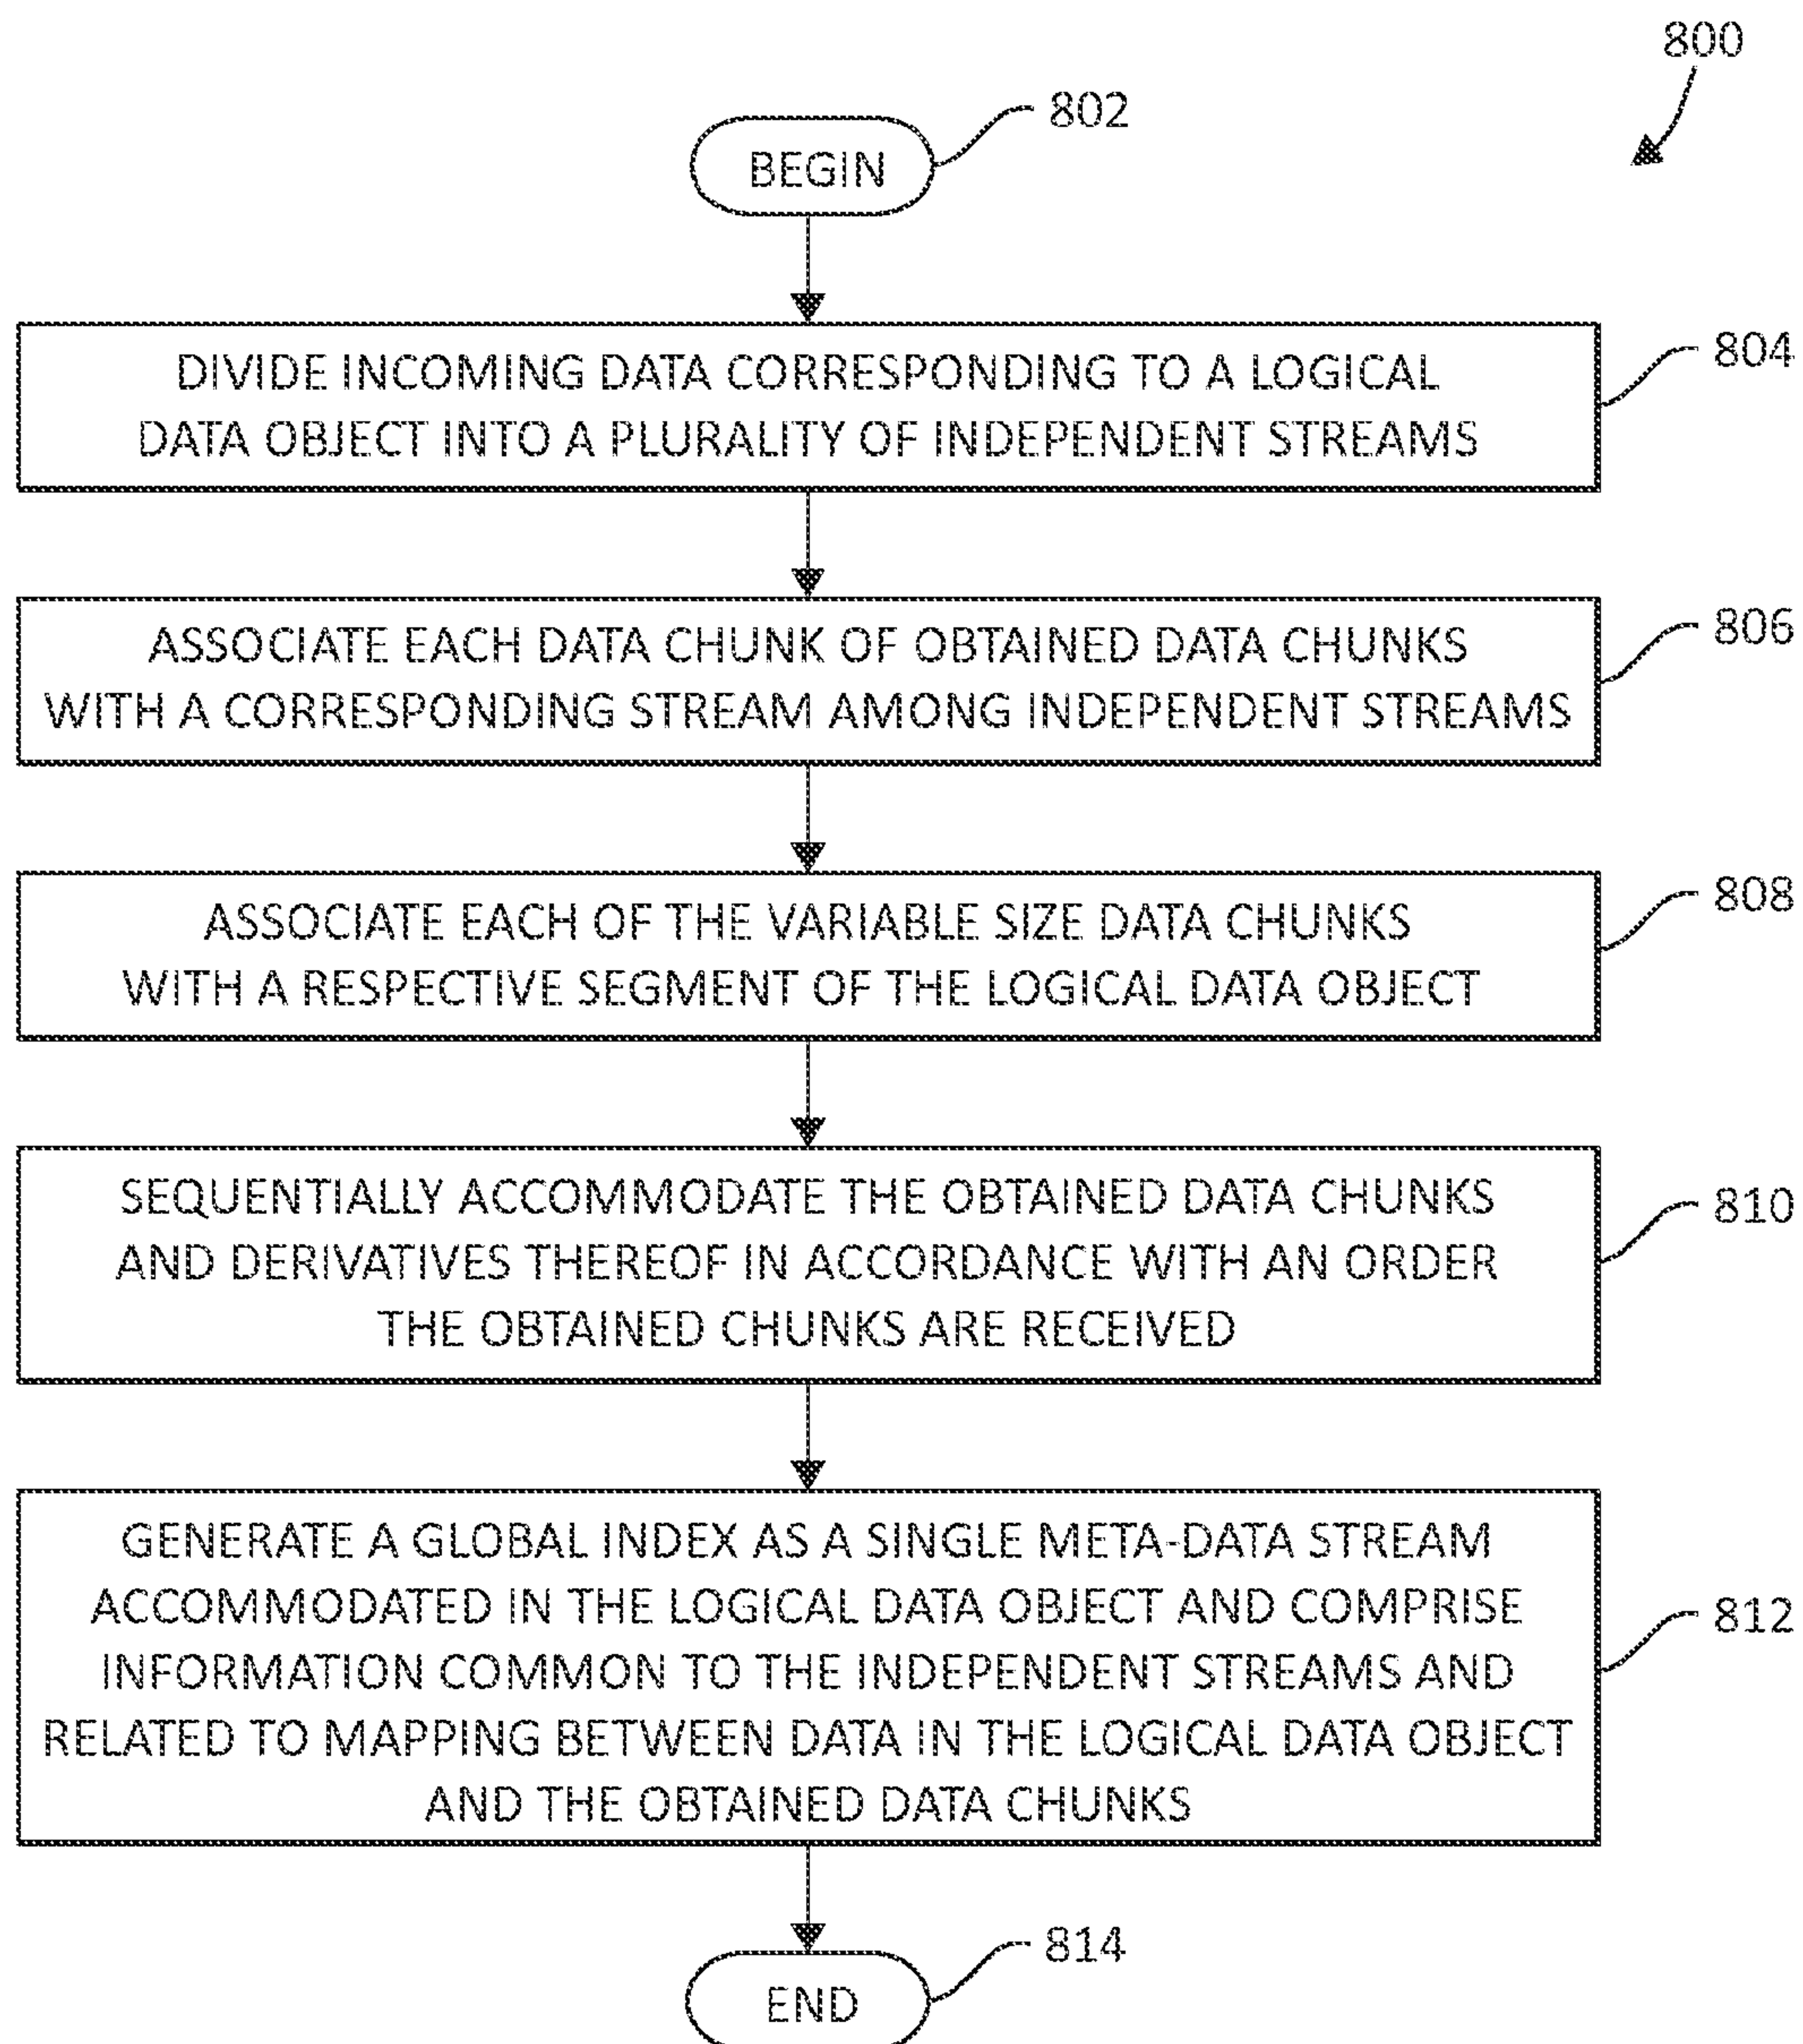 800
802
BEGIN
DIVIDE INCOMING DATA CORRESPONDING TO A LOGICAL
DATA OBJECT INTO A PLURALITY OF INDEPENDENT STREAMS
804
ASSOCIATE EACH DATA CHUNK OF OBTAINED DATA CHUNKS
WITH A CORRESPONDING STREAM AMONG INDEPENDENT STREAMS
806
ASSOCIATE EACH OF THE VARIABLE SIZE DATA CHUNKS
WITH A RESPECTIVE SEGMENT OF THE LOGICAL DATA OBJECT
808
SEQUENTIALLY ACCOMMODATE THE OBTAINED DATA CHUNKS
AND DERIVATIVES THEREOF IN ACCORDANCE WITH AN ORDER
THE OBTAINED CHUNKS ARE RECEIVED
810
GENERATE A GLOBAL INDEX AS A SINGLE META-DATA STREAM
ACCOMMODATED IN THE LOGICAL DATA OBJECT AND COMPRISE
INFORMATION COMMON TO THE INDEPENDENT STREAMS AND
RELATED TO MAPPING BETWEEN DATA IN THE LOGICAL DATA OBJECT
AND THE OBTAINED DATA CHUNKS
812
814
END